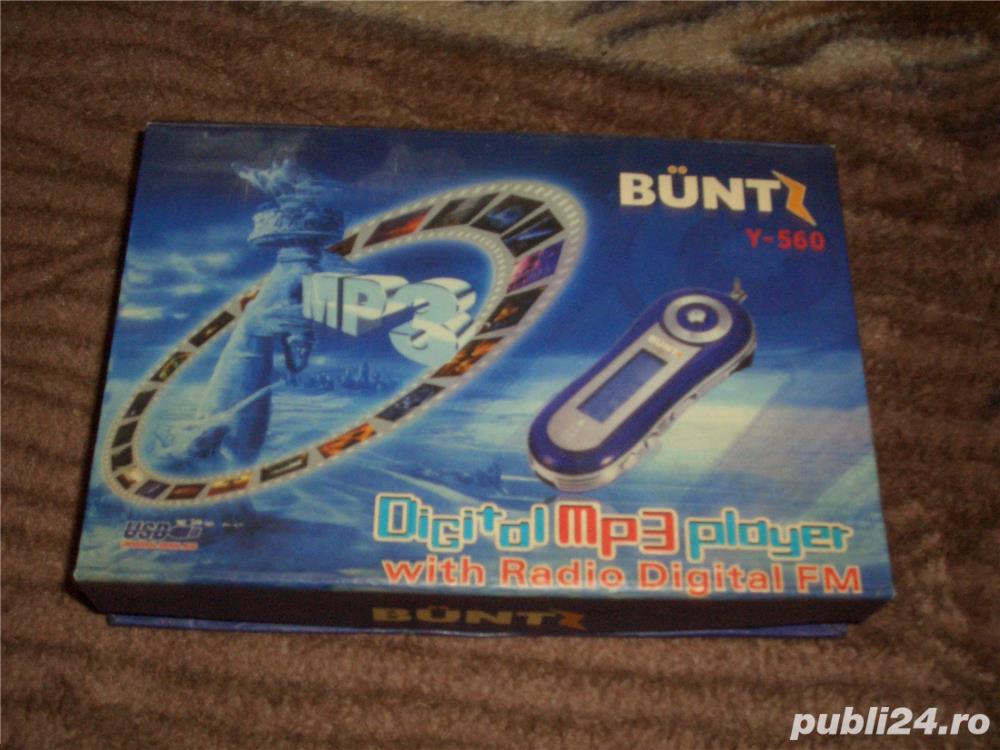 BÜNTZ
Y-560
MP3
BÜNTZ
Digital Mp3 player
with Radio Digital FM
USB
BÜNTZ
publi24.ro